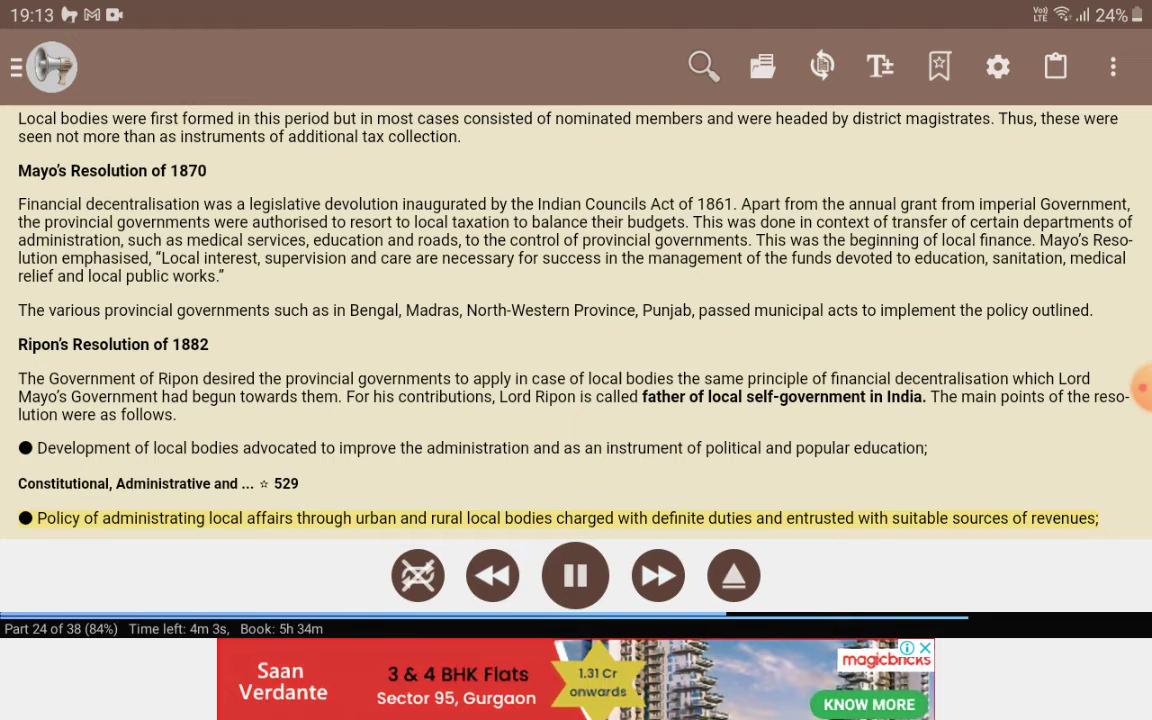 19:13
Vo)) LTE 24%
T±
Local bodies were first formed in this period but in most cases consisted of nominated members and were headed by district magistrates. Thus, these were
seen not more than as instruments of additional tax collection.
Mayo’s Resolution of 1870
Financial decentralisation was a legislative devolution inaugurated by the Indian Councils Act of 1861. Apart from the annual grant from imperial Government,
the provincial governments were authorised to resort to local taxation to balance their budgets. This was done in context of transfer of certain departments of
administration, such as medical services, education and roads, to the control of provincial governments. This was the beginning of local finance. Mayo’s Reso-
lution emphasised, “Local interest, supervision and care are necessary for success in the management of the funds devoted to education, sanitation, medical
relief and local public works.”
The various provincial governments such as in Bengal, Madras, North-Western Province, Punjab, passed municipal acts to implement the policy outlined.
Ripon’s Resolution of 1882
The Government of Ripon desired the provincial governments to apply in case of local bodies the same principle of financial decentralisation which Lord
Mayo’s Government had begun towards them. For his contributions, Lord Ripon is called father of local self-government in India. The main points of the reso-
lution were as follows.
● Development of local bodies advocated to improve the administration and as an instrument of political and popular education;
Constitutional, Administrative and ... ☆ 529
● Policy of administrating local affairs through urban and rural local bodies charged with definite duties and entrusted with suitable sources of revenues;
Part 24 of 38 (84%) Time left: 4m 3s, Book: 5h 34m
Saan
Verdante
3 & 4 BHK Flats
Sector 95, Gurgaon
1.31 Cr
onwards
magicbricks
KNOW MORE